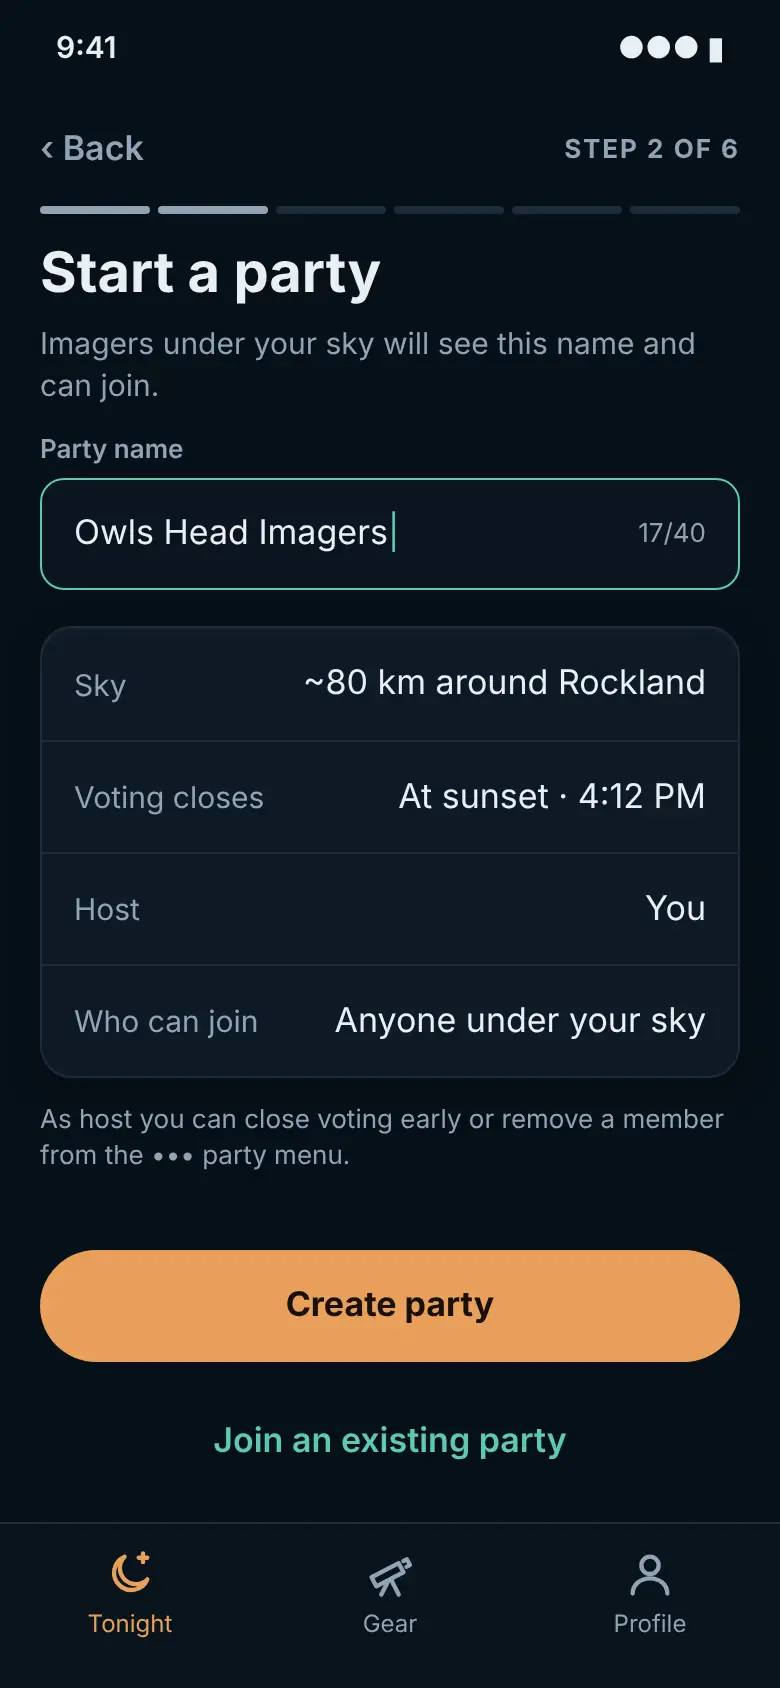 9:41
‹ Back
STEP 2 OF 6
Start a party
Imagers under your sky will see this name and
can join.
Party name
Owls Head Imagers
17/40
Sky
~80 km around Rockland
Voting closes
At sunset · 4:12 PM
Host
You
Who can join
Anyone under your sky
As host you can close voting early or remove a member
from the ••• party menu.
Create party
Join an existing party
Tonight
Gear
Profile